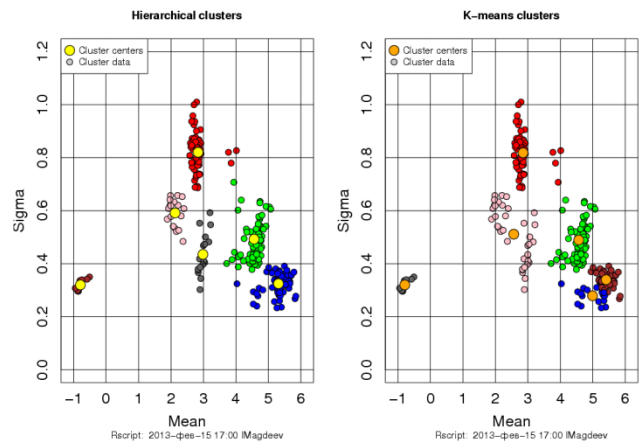 Hierarchical clusters
Cluster centers
Cluster data
Sigma
0.0 0.2 0.4 0.6 0.8 1.0 1.2
−1 0 1 2 3 4 5 6
Mean
Rscript: 2013−фев−15 17:00 IMagdeev
K−means clusters
Cluster centers
Cluster data
Sigma
0.0 0.2 0.4 0.6 0.8 1.0 1.2
−1 0 1 2 3 4 5 6
Mean
Rscript: 2013−фев−15 17:00 IMagdeev